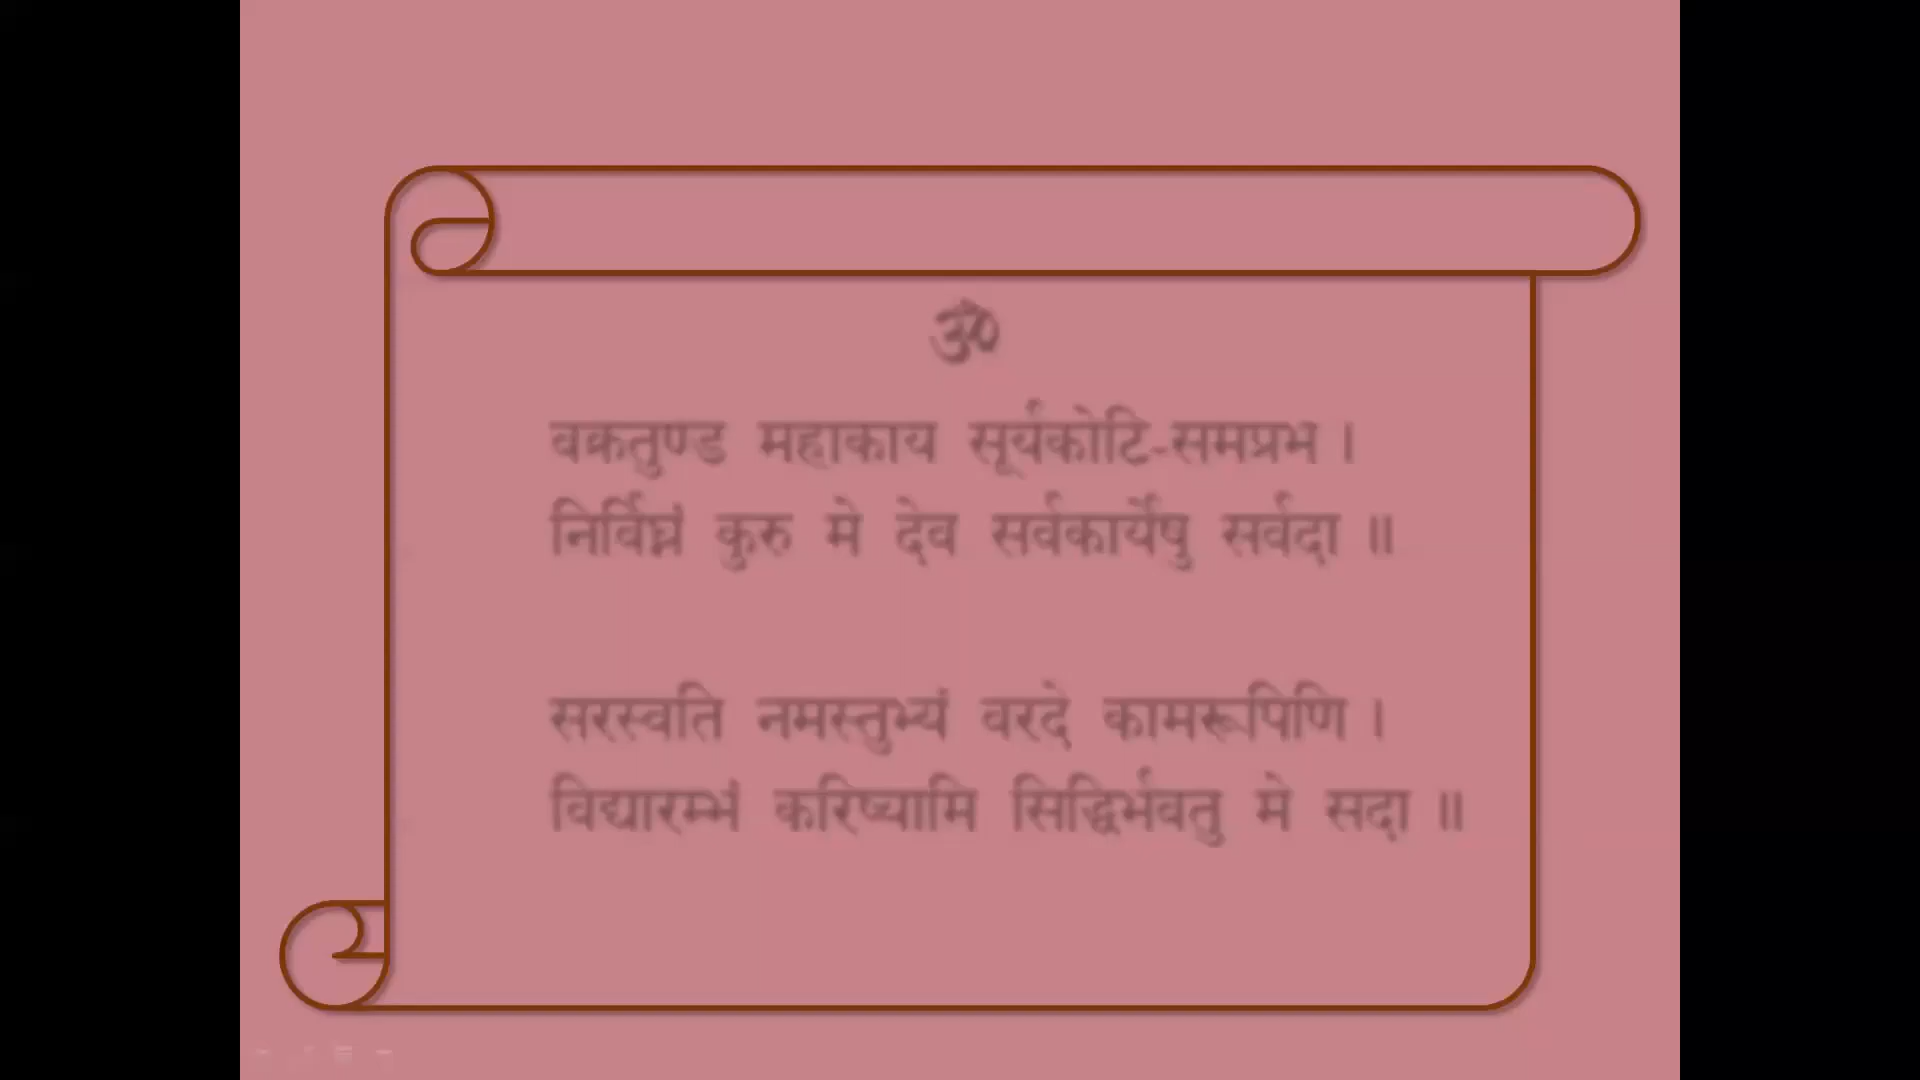 ॐ
वक्रतुण्ड महाकाय सूर्यकोटि-समप्रभ ।
निर्विघ्नं कुरु मे देव सर्वकार्येषु सर्वदा ॥
सरस्वति नमस्तुभ्यं वरदे कामरूपिणि ।
विद्यारम्भं करिष्यामि सिद्धिर्भवतु मे सदा ॥